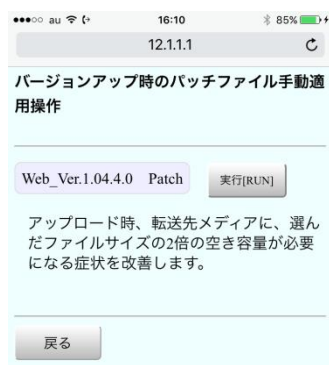 au 16:10 85%
12.1.1.1
バージョンアップ時のパッチファイル手動適
用操作
Web_Ver.1.04.4.0 Patch 実行[RUN]
アップロード時、転送先メディアに、選ん
だファイルサイズの2倍の空き容量が必要
になる症状を改善します。
戻る